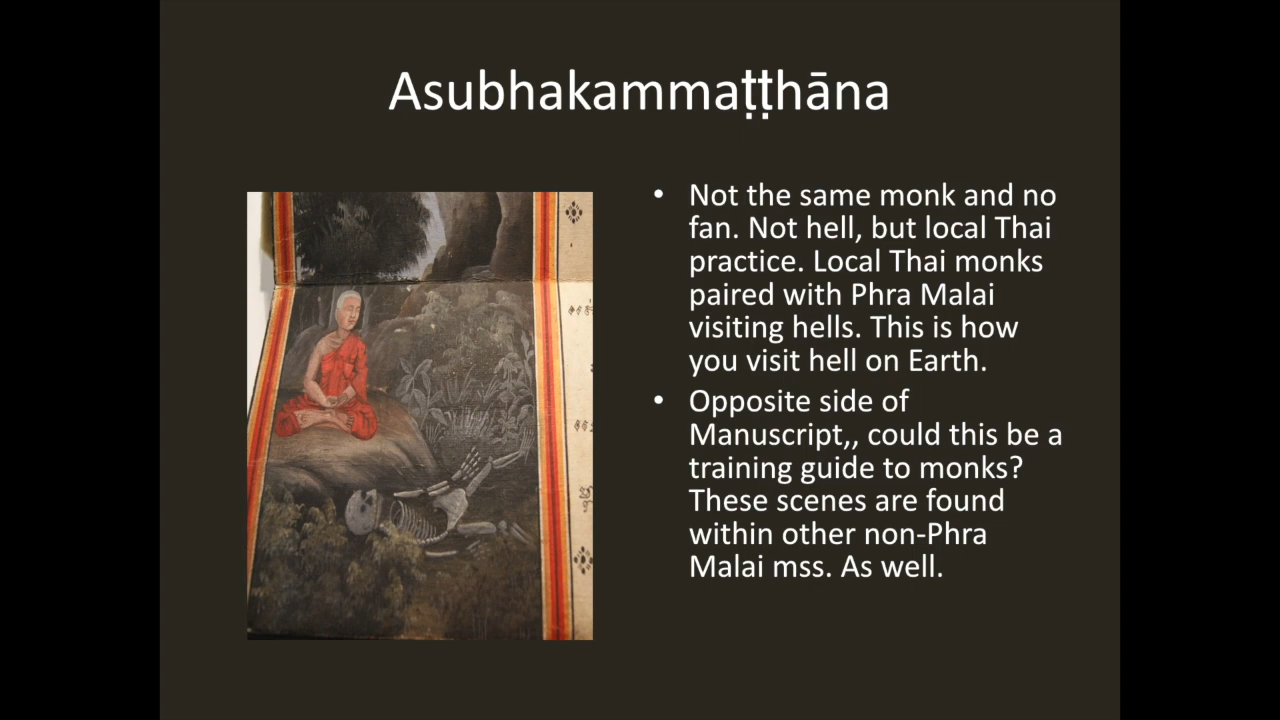 Asubhakammaṭṭhāna
• Not the same monk and no
fan. Not hell, but local Thai
practice. Local Thai monks
paired with Phra Malai
visiting hells. This is how
you visit hell on Earth.
• Opposite side of
Manuscript,, could this be a
training guide to monks?
These scenes are found
within other non-Phra
Malai mss. As well.